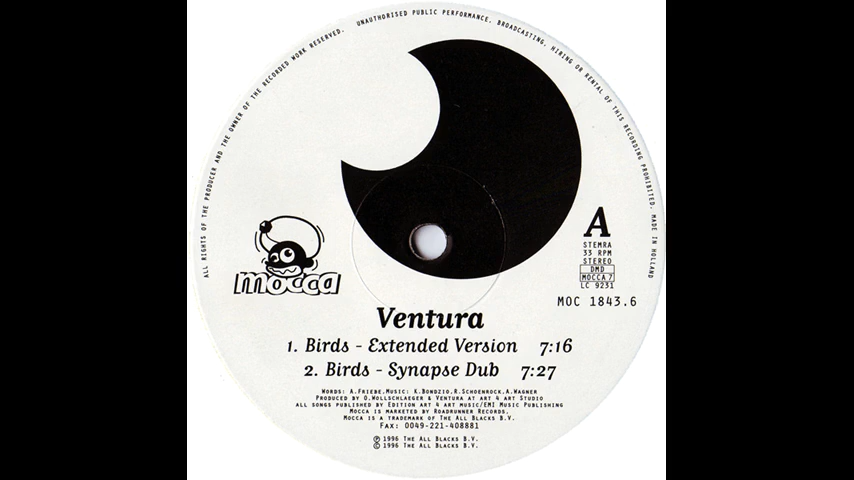 ALL RIGHTS OF THE PRODUCER AND THE OWNER OF THE RECORDED WORK RESERVED. UNAUTHORISED PUBLIC PERFORMANCE, BROADCASTING, HIRING OR RENTAL OF THIS RECORDING PROHIBITED. MADE IN HOLLAND
mocca
A
STEMRA
33 RPM
STEREO
DMD
MOCCA 7
LC 9231
MOC 1843.6
Ventura
1. Birds - Extended Version 7:16
2. Birds - Synapse Dub 7:27
WORDS: A.FRIEBE,MUSIC: K.BONDZIO,R.SCHOENROCK,A.WAGNER
PRODUCED BY O.WOLLSCHLAEGER & VENTURA AT ART 4 ART STUDIO
ALL SONGS PUBLISHED BY EDITION ART 4 ART MUSIC/EMI MUSIC PUBLISHING
MOCCA IS MARKETED BY ROADRUNNER RECORDS,
MOCCA IS A TRADEMARK OF THE ALL BLACKS B.V.
FAX: 0049-221-408881
℗ 1996 THE ALL BLACKS B.V.
© 1996 THE ALL BLACKS B.V.